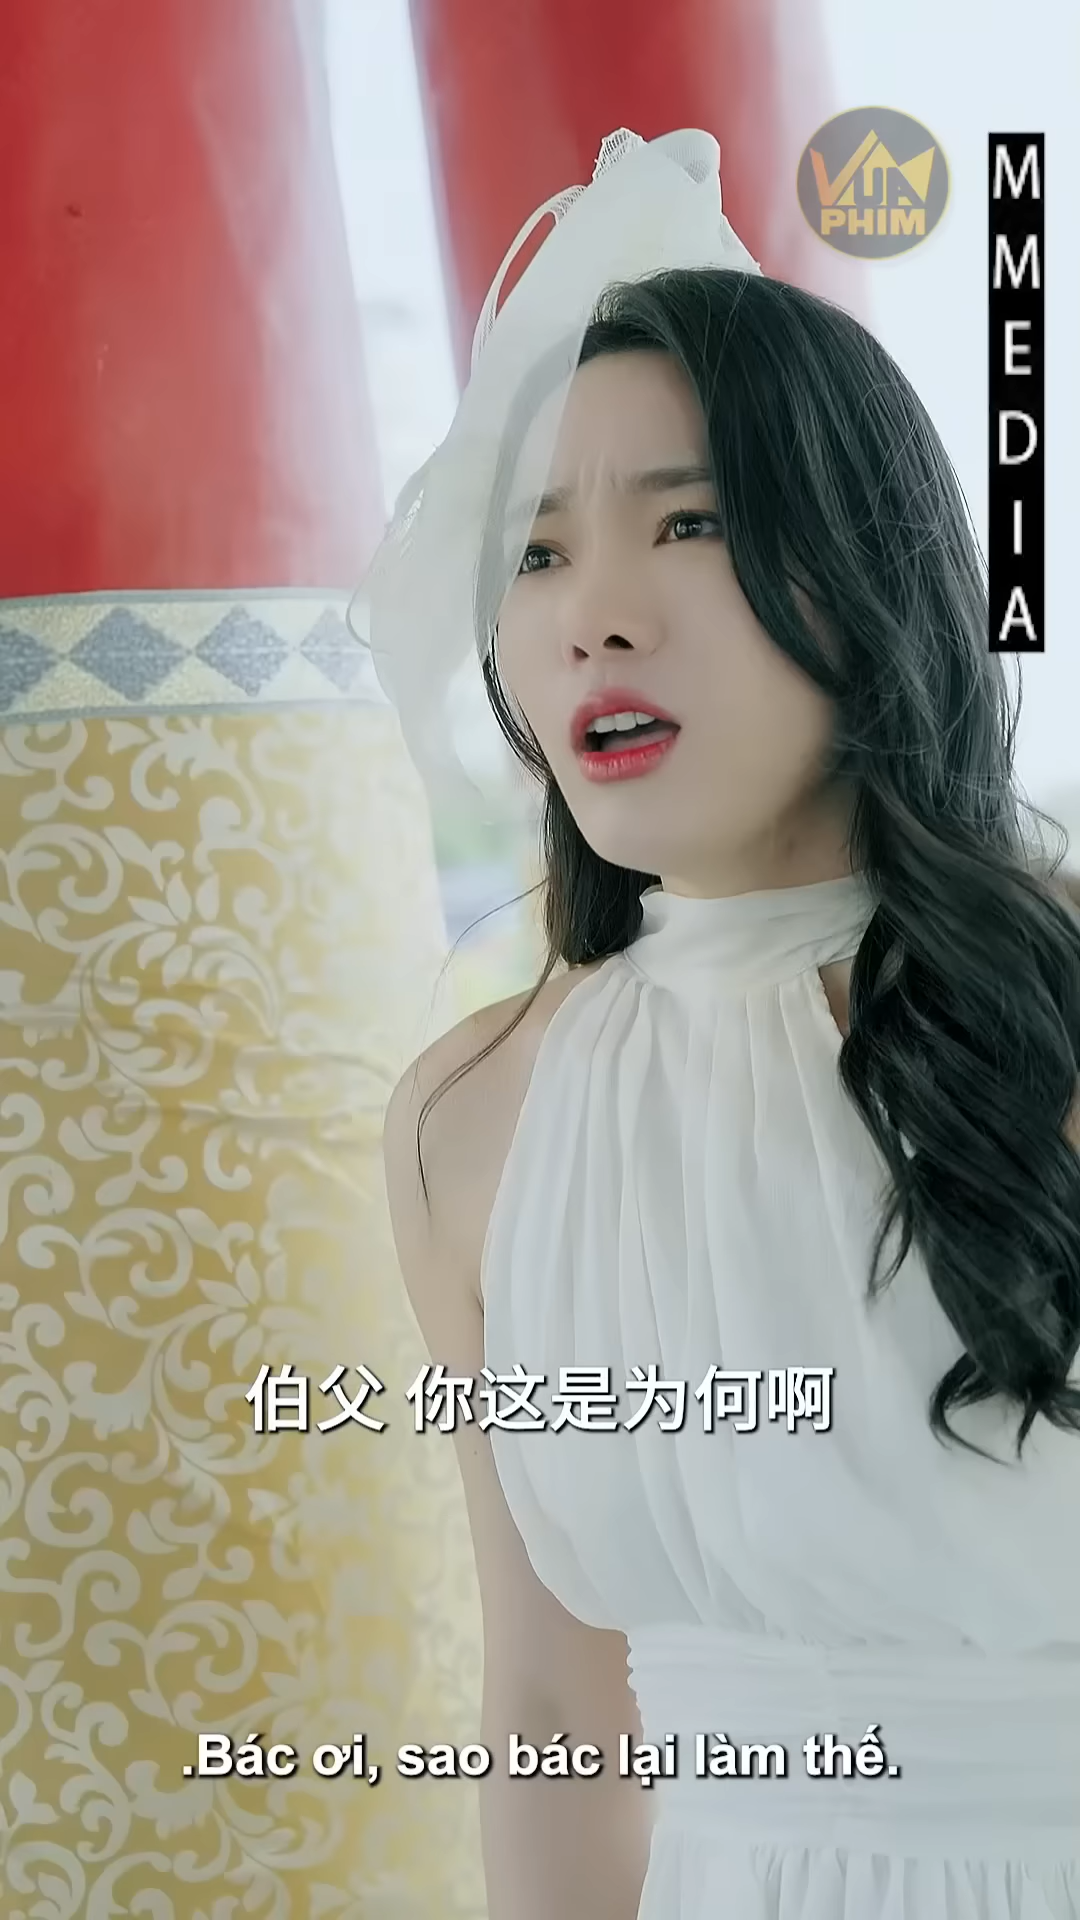 VUA
PHIM
MMEDIA
伯父 你这是为何啊
.Bác ơi, sao bác lại làm thế.